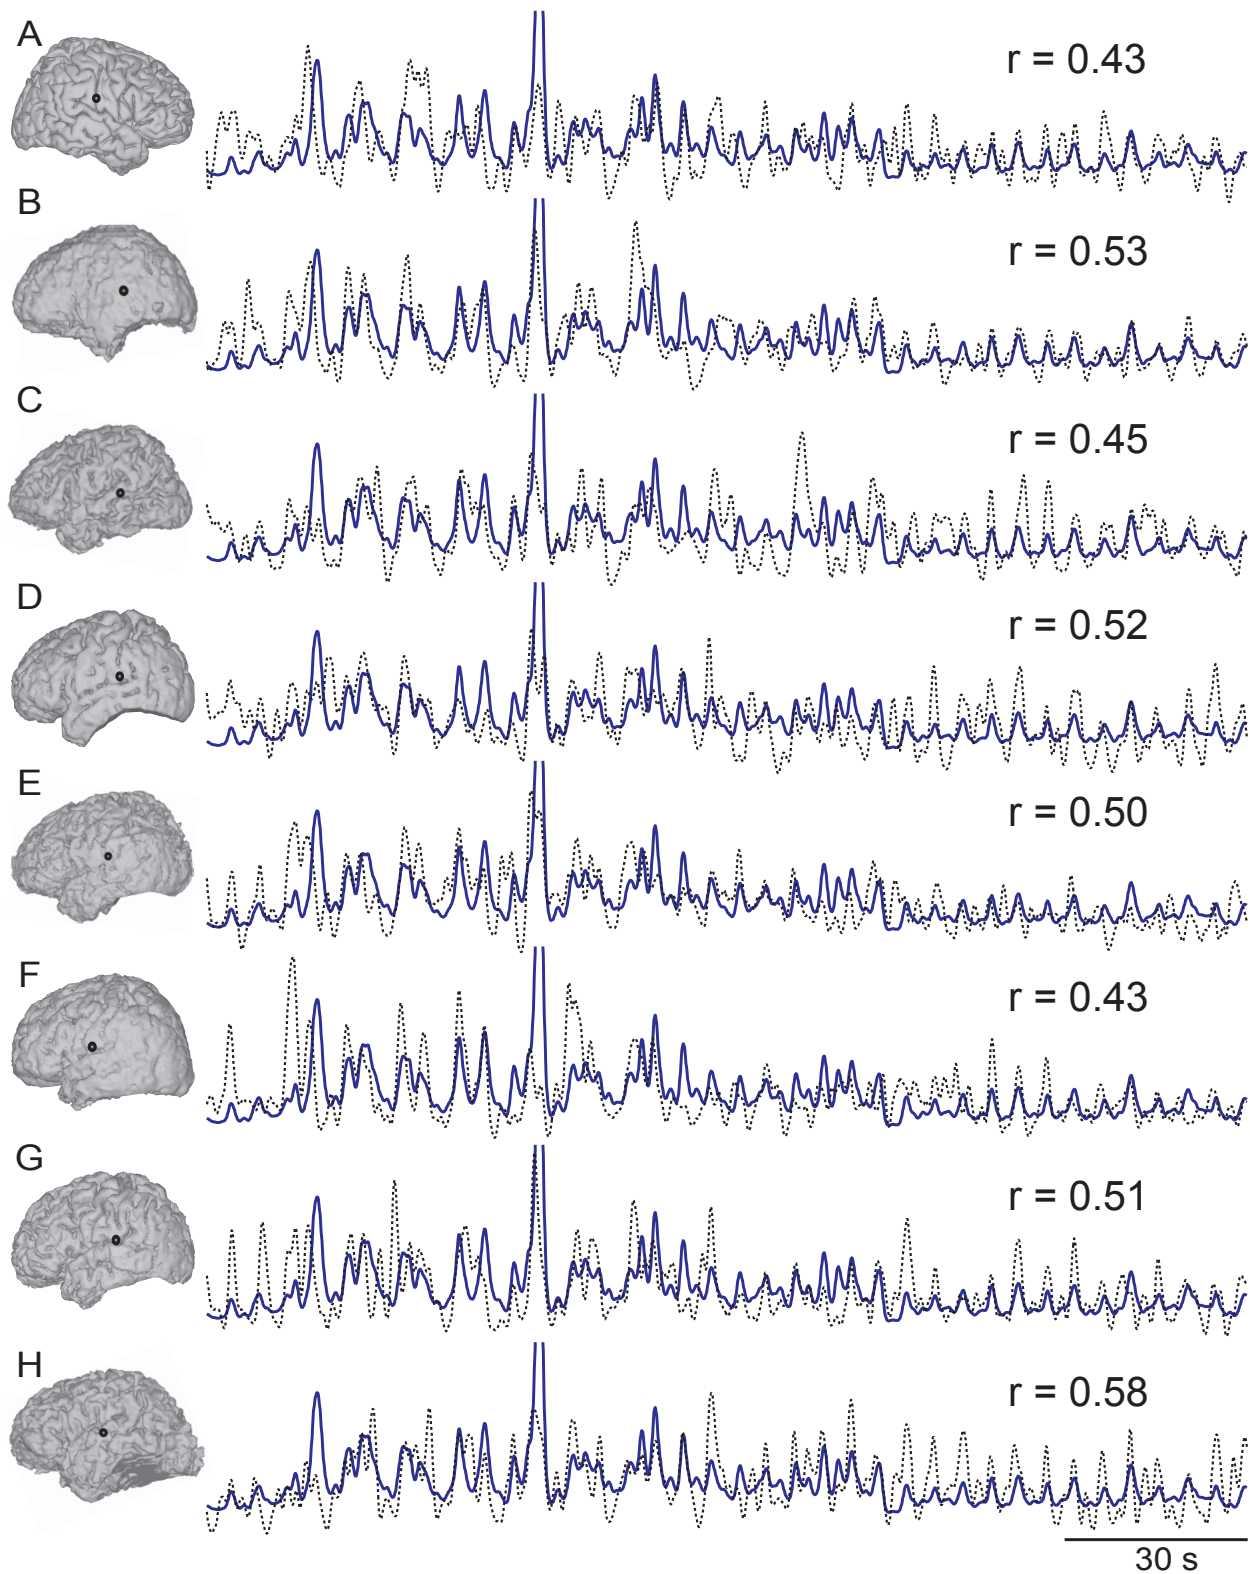 A
r = 0.43
B
r = 0.53
C
r = 0.45
D
r = 0.52
E
r = 0.50
F
r = 0.43
G
r = 0.51
H
r = 0.58
30 s